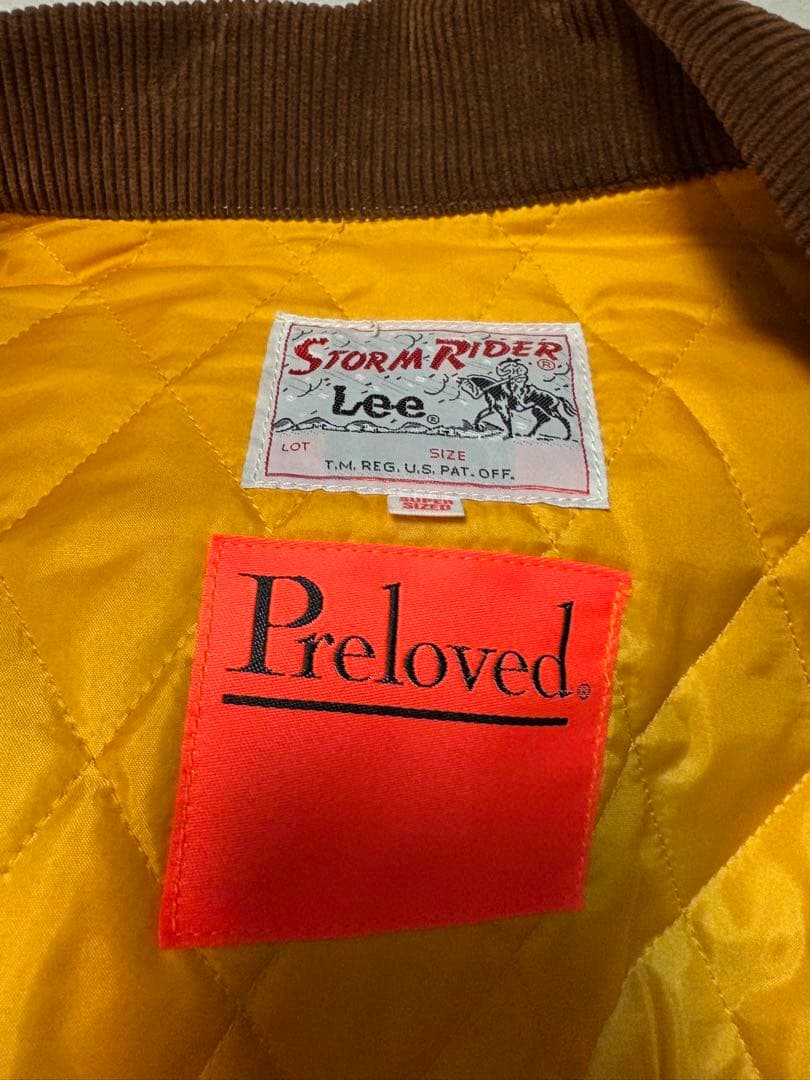 STORM RIDER®
Lee®
LOT SIZE
T.M. REG. U.S. PAT. OFF.
SUPER
SIZED
Preloved®